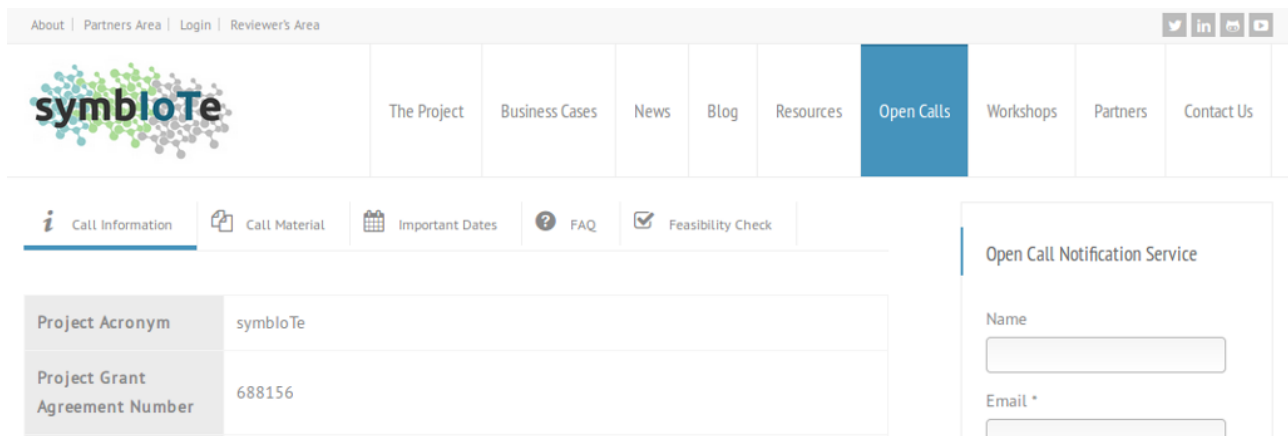 About | Partners Area | Login | Reviewer's Area
symbIoTe
The Project Business Cases News Blog Resources Open Calls Workshops Partners Contact Us
Call Information Call Material Important Dates FAQ Feasibility Check
Project Acronym symbIoTe
Project Grant
Agreement Number 688156
Open Call Notification Service
Name
Email *